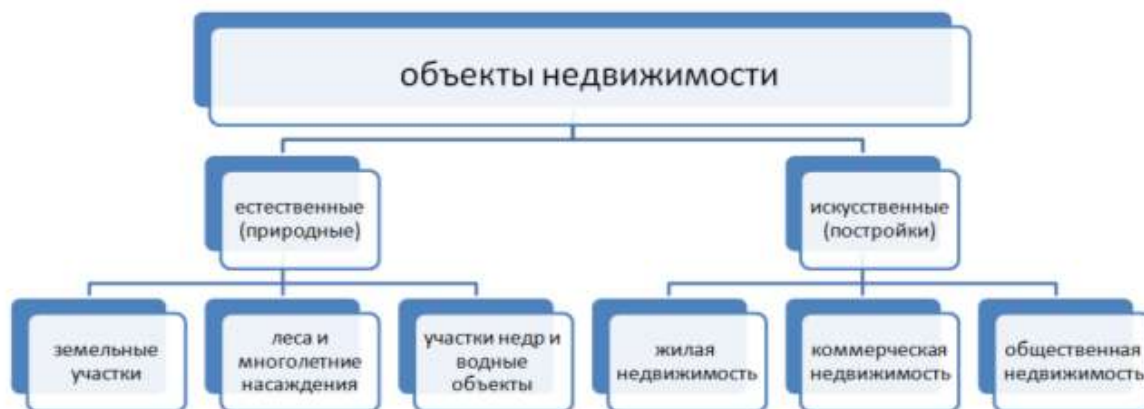 объекты недвижимости
естественные
(природные)
искусственные
(постройки)
земельные
участки
леса и
многолетние
насаждения
участки недр и
водные
объекты
жилая
недвижимость
коммерческая
недвижимость
общественная
недвижимость